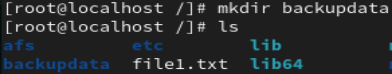 [root@localhost /]# mkdir backupdata
[root@localhost /]# ls
afs etc lib
backupdata file1.txt lib64